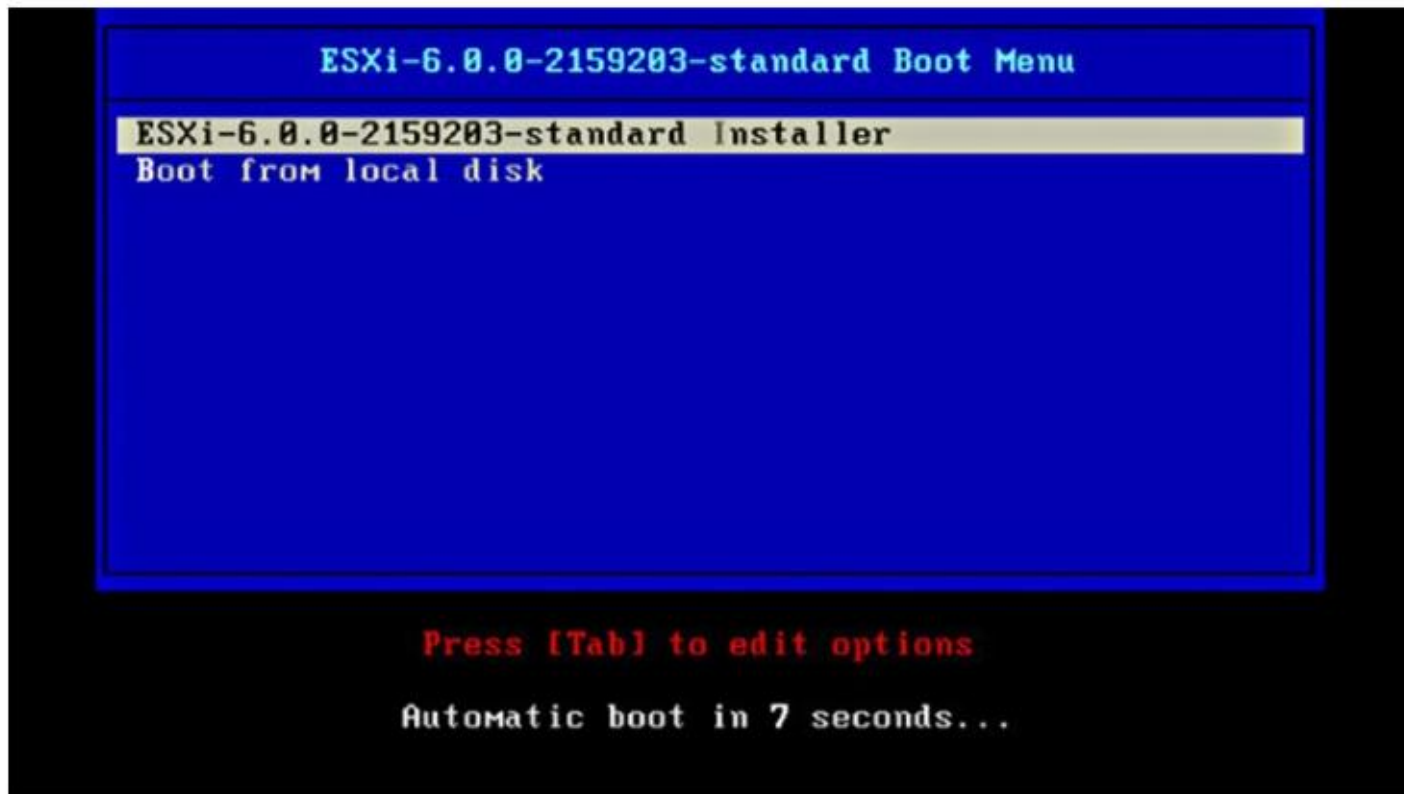 ESXi-6.0.0-2159203-standard Boot Menu
ESXi-6.0.0-2159203-standard Installer
Boot from local disk
Press [Tab] to edit options
Automatic boot in 7 seconds...